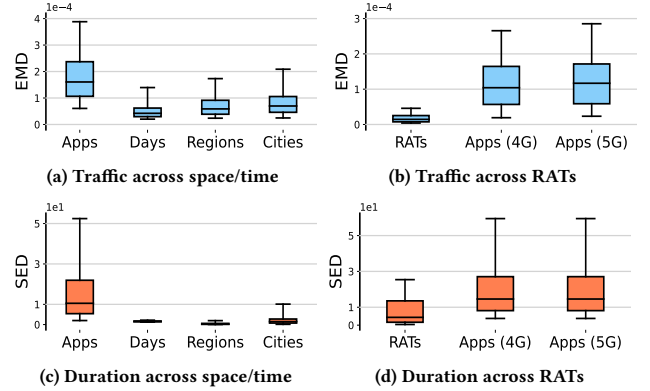 1e−4
4
3
2
1
0
EMD
Apps Days Regions Cities
(a) Traffic across space/time
1e−4
3
2
1
0
EMD
RATs Apps (4G) Apps (5G)
(b) Traffic across RATs
1e1
5
3
1
0
SED
Apps Days Regions Cities
(c) Duration across space/time
1e1
5
3
1
0
SED
RATs Apps (4G) Apps (5G)
(d) Duration across RATs